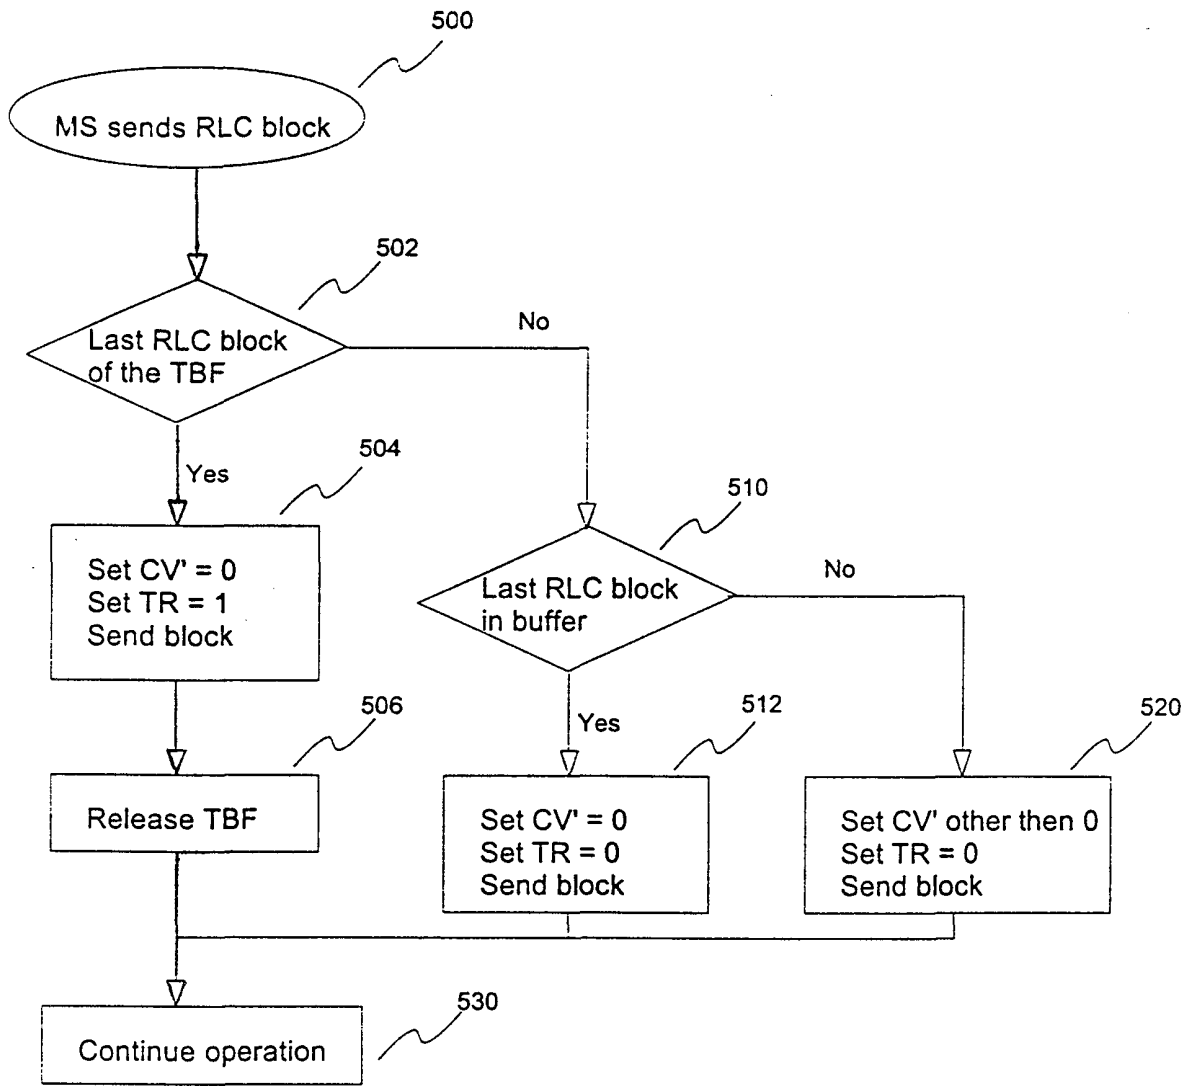 500
MS sends RLC block
502
Last RLC block
of the TBF
No
Yes
504
Set CV' = 0
Set TR = 1
Send block
510
Last RLC block
in buffer
No
Yes
506
Release TBF
512
Set CV' = 0
Set TR = 0
Send block
520
Set CV' other then 0
Set TR = 0
Send block
530
Continue operation